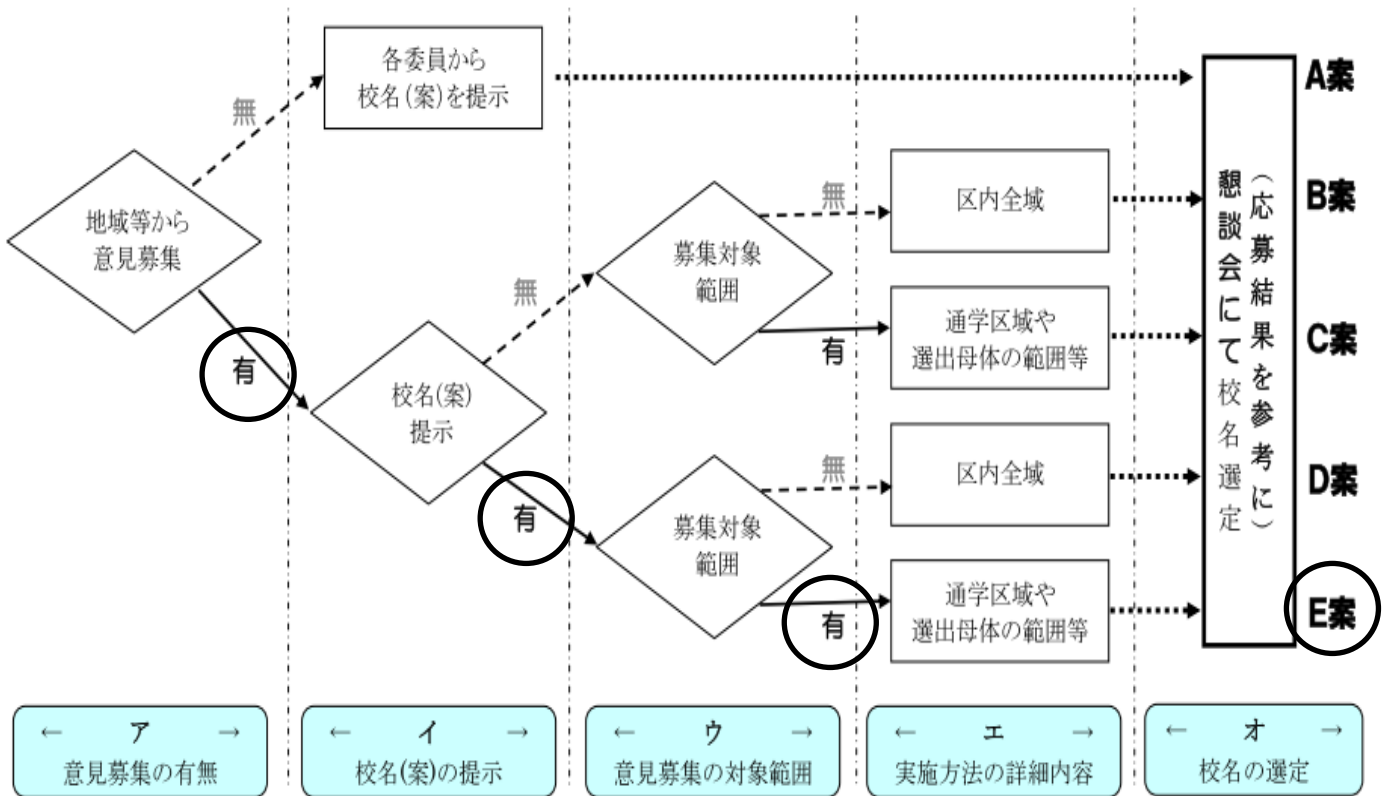 各委員から
校名(案)を提示
無
地域等から
意見募集
有
校名(案)
提示
無
有
募集対象
範囲
無
有
募集対象
範囲
無
有
区内全域
通学区域や
選出母体の範囲等
区内全域
通学区域や
選出母体の範囲等
(応募結果を参考に)
懇談会にて校名選定
A案
B案
C案
D案
E案
← ア →
意見募集の有無
← イ →
校名(案)の提示
← ウ →
意見募集の対象範囲
← エ →
実施方法の詳細内容
← オ →
校名の選定